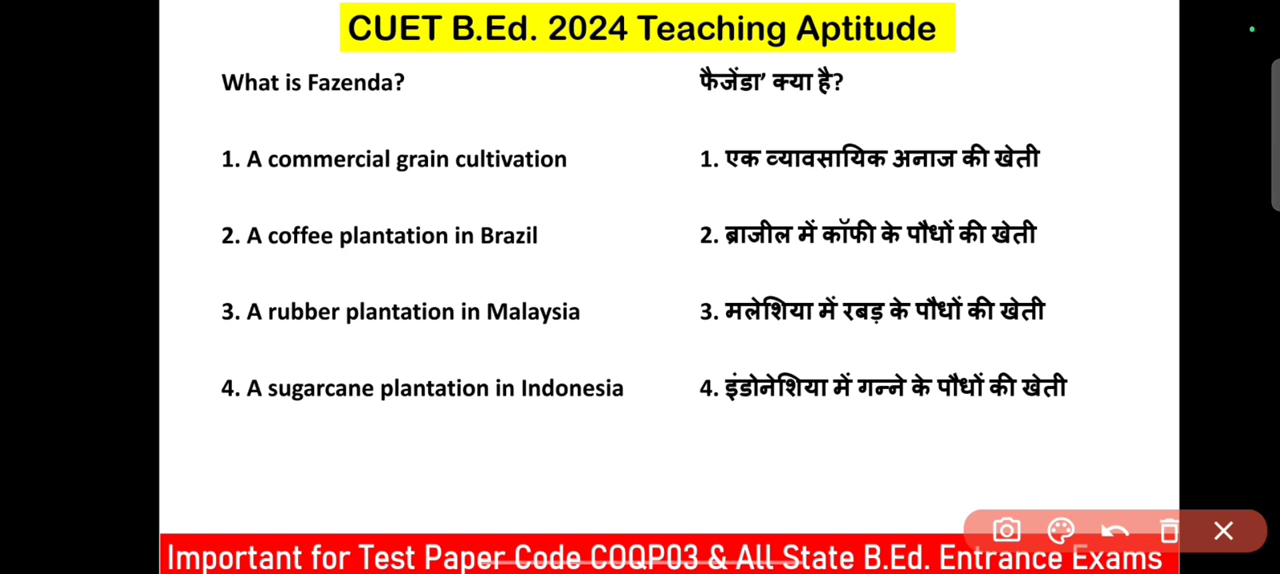 CUET B.Ed. 2024 Teaching Aptitude
What is Fazenda?
1. A commercial grain cultivation
2. A coffee plantation in Brazil
3. A rubber plantation in Malaysia
4. A sugarcane plantation in Indonesia
फैजेंडा’ क्या है?
1. एक व्यावसायिक अनाज की खेती
2. ब्राजील में कॉफी के पौधों की खेती
3. मलेशिया में रबड़ के पौधों की खेती
4. इंडोनेशिया में गन्ने के पौधों की खेती
Important for Test Paper Code COQP03 & All State B.Ed. Entrance Exams